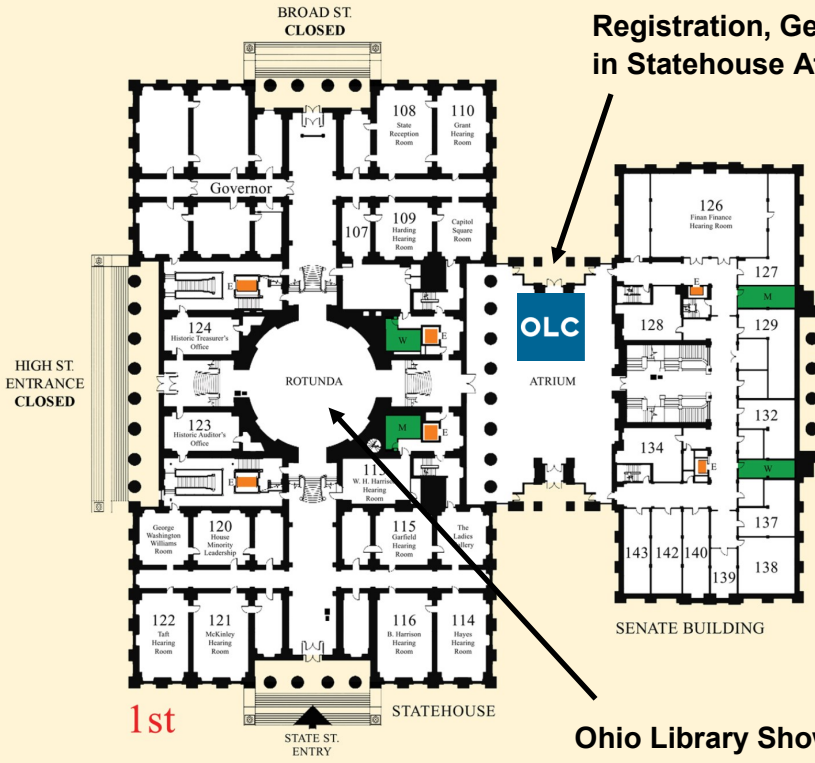 BROAD ST.
CLOSED
Registration, Ge
in Statehouse A
108
State
Reception
Room
110
Grant
Hearing
Room
Governor
107
109
Harding
Hearing
Room
Capitol
Square
Room
126
Finan Finance
Hearing Room
127
E
E
M
124
Historic Treasurer's
Office
W
E
OLC
128
129
HIGH ST.
ENTRANCE
CLOSED
ROTUNDA
ATRIUM
123
Historic Auditor's
Office
M
E
132
134
E
W
E
W. H. Harrison
Hearing
Room
George
Washington
Williams
Room
120
House
Minority
Leadership
115
Garfield
Hearing
Room
The
Ladies
137
143
142
140
139
138
122
Taft
Hearing
Room
121
McKinley
Hearing
Room
116
B. Harrison
Hearing
Room
114
Hayes
Hearing
Room
SENATE BUILDING
1st
STATEHOUSE
STATE ST.
ENTRY
Ohio Library Sho